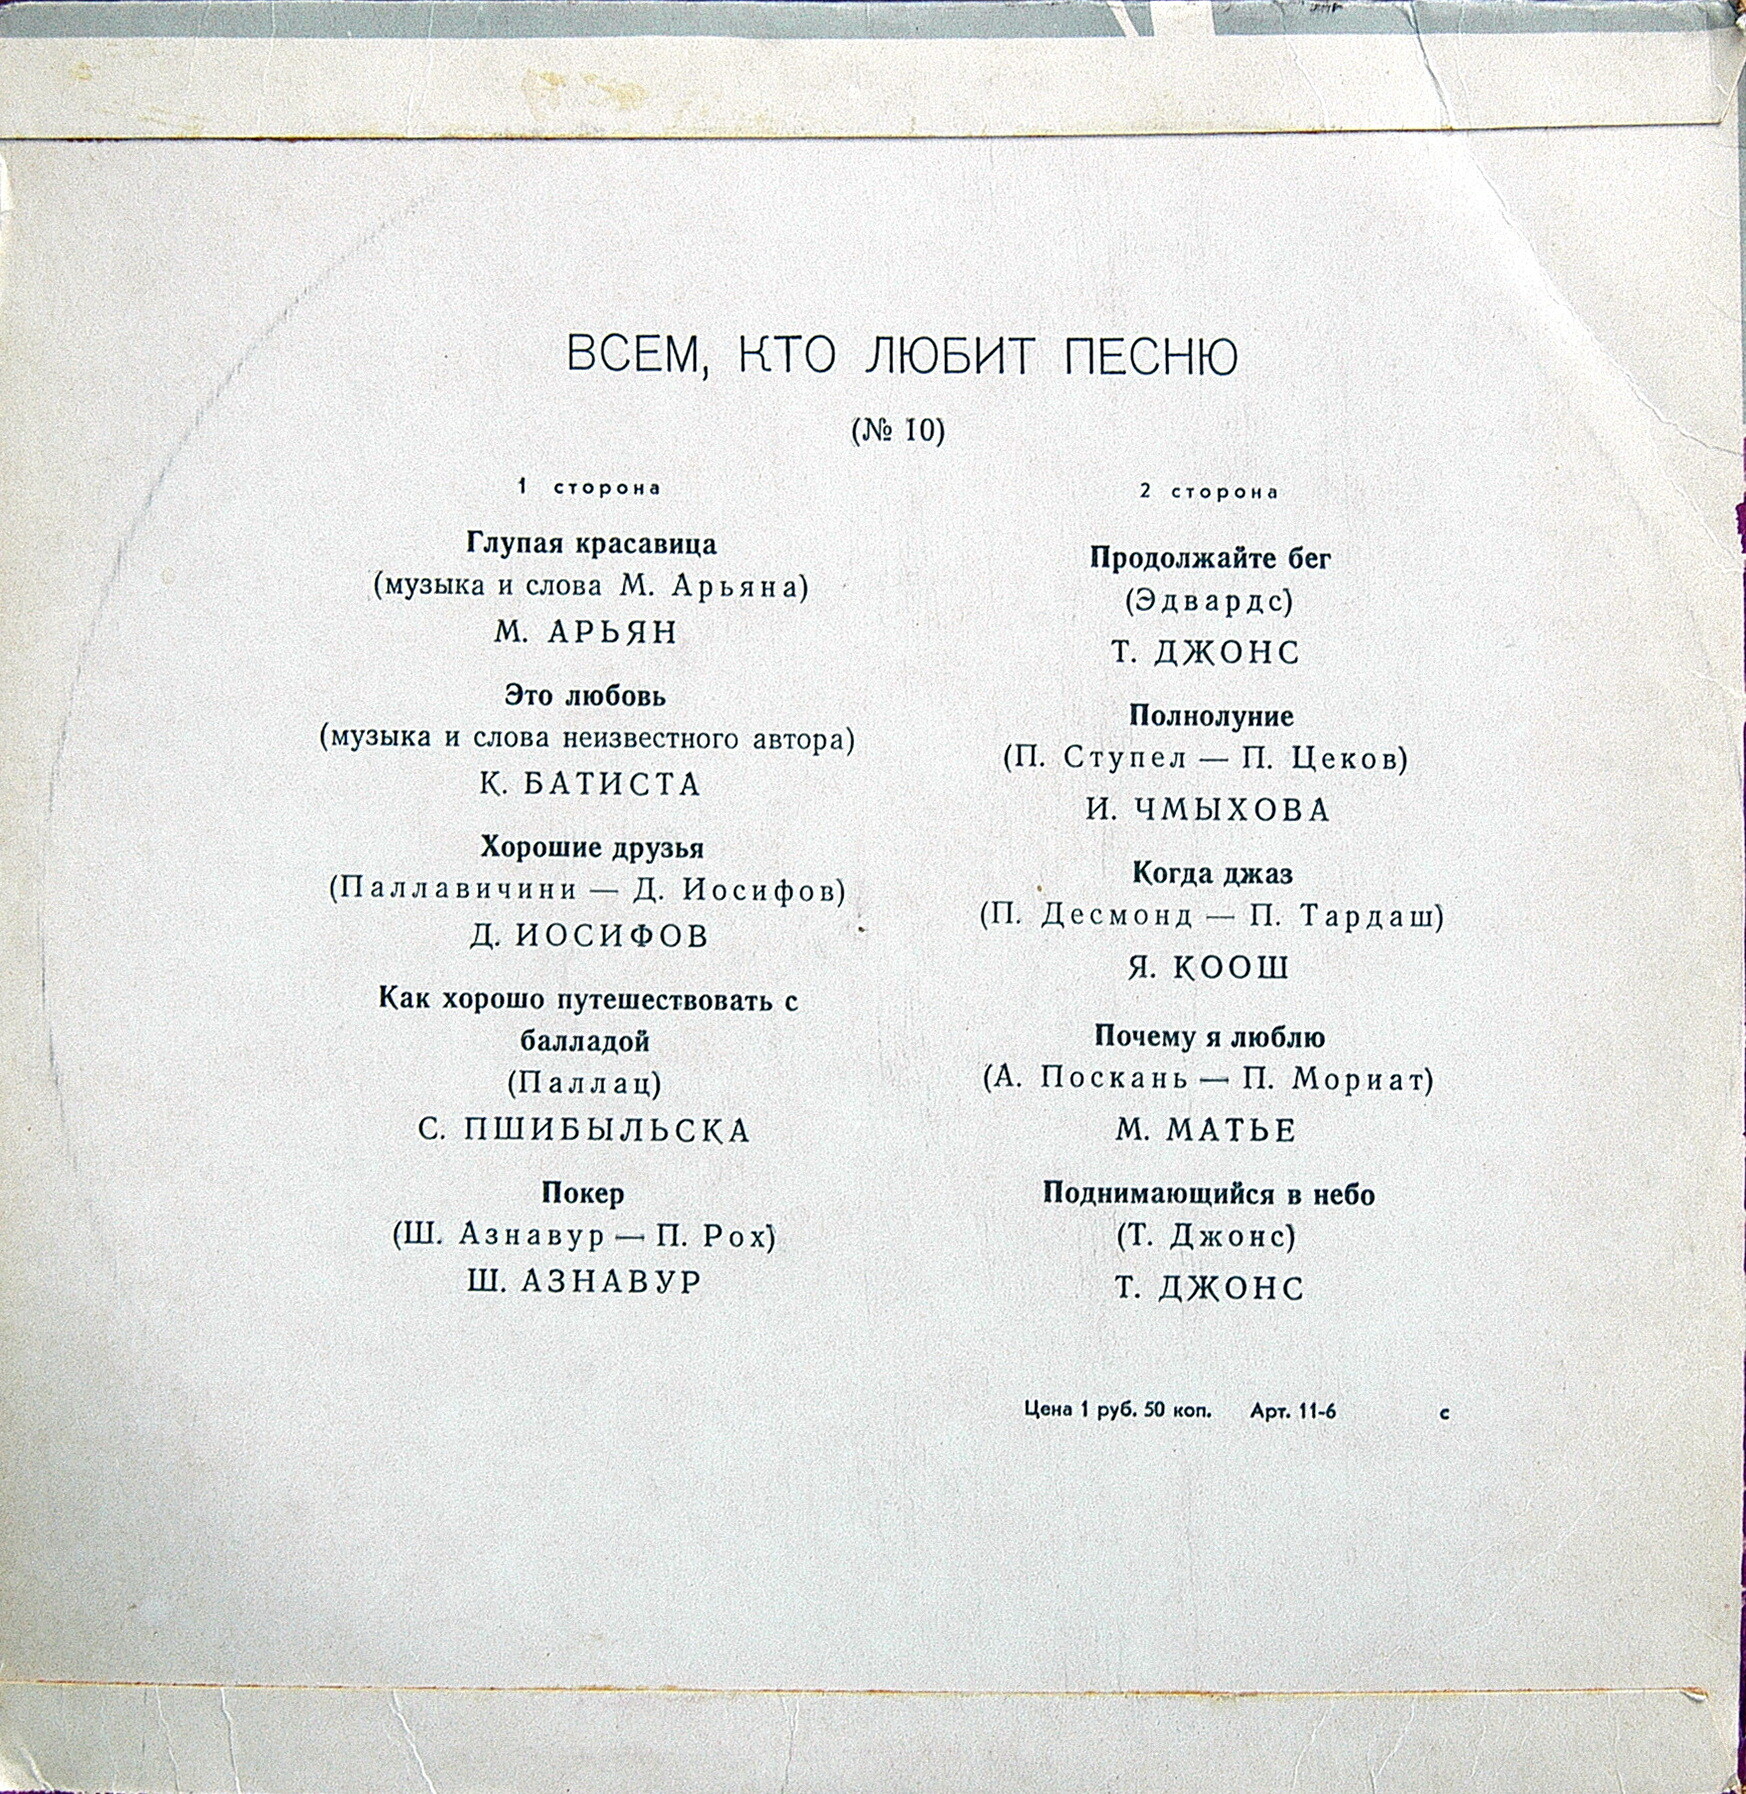 ВСЕМ, КТО ЛЮБИТ ПЕСНЮ
(№ 10)
1 сторона
Глупая красавица
(музыка и слова М. Арьяна)
М. АРЬЯН
Это любовь
(музыка и слова неизвестного автора)
К. БАТИСТА
Хорошие друзья
(Паллавичини — Д. Иосифов)
Д. ИОСИФОВ
Как хорошо путешествовать с
балладой
(Паллац)
С. ПШИБЫЛЬСКА
Покер
(Ш. Азнавур — П. Рох)
Ш. АЗНАВУР
2 сторона
Продолжайте бег
(Эдвардс)
Т. ДЖОНС
Полнолуние
(П. Ступел — П. Цеков)
И. ЧМЫХОВА
Когда джаз
(П. Десмонд — П. Тардаш)
Я. КООШ
Почему я люблю
(А. Поскань — П. Мориат)
М. МАТЬЕ
Поднимающийся в небо
(Т. Джонс)
Т. ДЖОНС
Цена 1 руб. 50 коп. Арт. 11-6 с